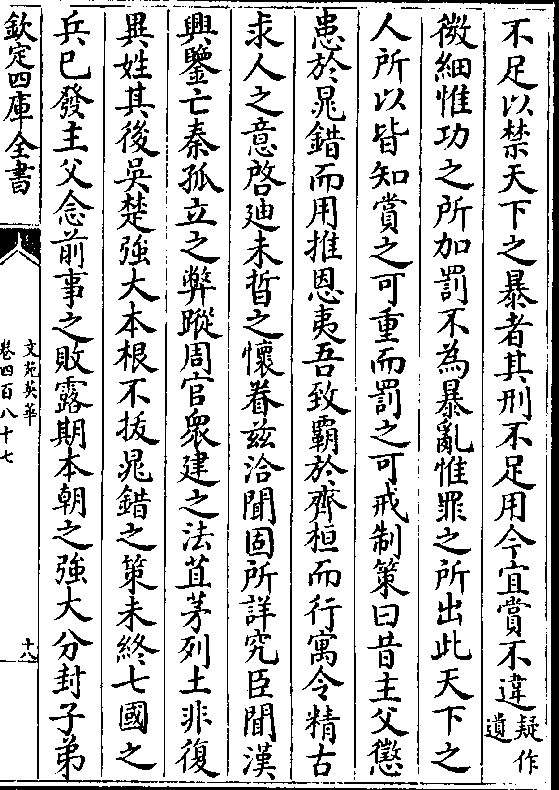 不足以禁天下之暴者其刑不足用今宜賞不違疑作遺
微細惟功之所加罰不為暴亂惟罪之所出此天下之
人所以皆知賞之可重而罰之可戒制策曰昔主父懲
患於晁錯而用推恩夷吾致霸於齊桓而行寓令精古
求人之意啓迪未晢之懷眷兹洽聞固所詳究臣聞漢
興鑒亡秦孤立之弊蹤周官衆建之法苴茅列土非復
異姓其後吳楚強大本根不拔晁錯之策未終七國之
兵已發主父念前事之敗露期本朝之強大分封子弟
欽定四庫全書
文苑英華
卷四百八十七
十八